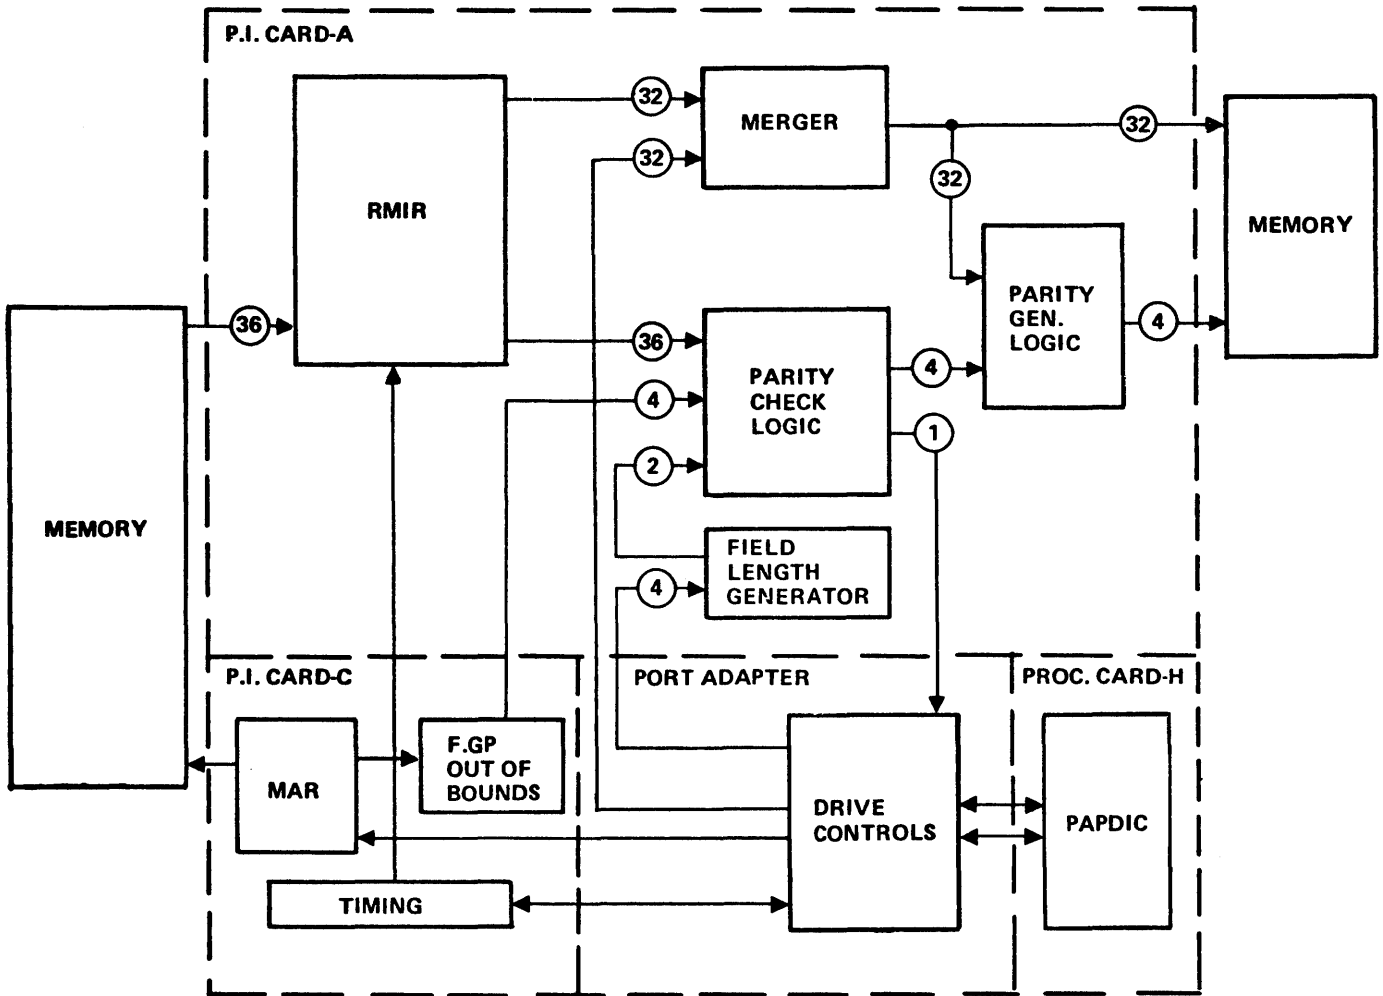 P.I. CARD-A
32
MERGER
32
32
32
RMIR
MEMORY
PARITY
GEN.
LOGIC
36
36
4
PARITY
CHECK
LOGIC
4
4
1
2
MEMORY
FIELD
LENGTH
GENERATOR
4
P.I. CARD-C
PORT ADAPTER
PROC. CARD-H
F.GP
OUT OF
BOUNDS
MAR
DRIVE
CONTROLS
PAPDIC
TIMING